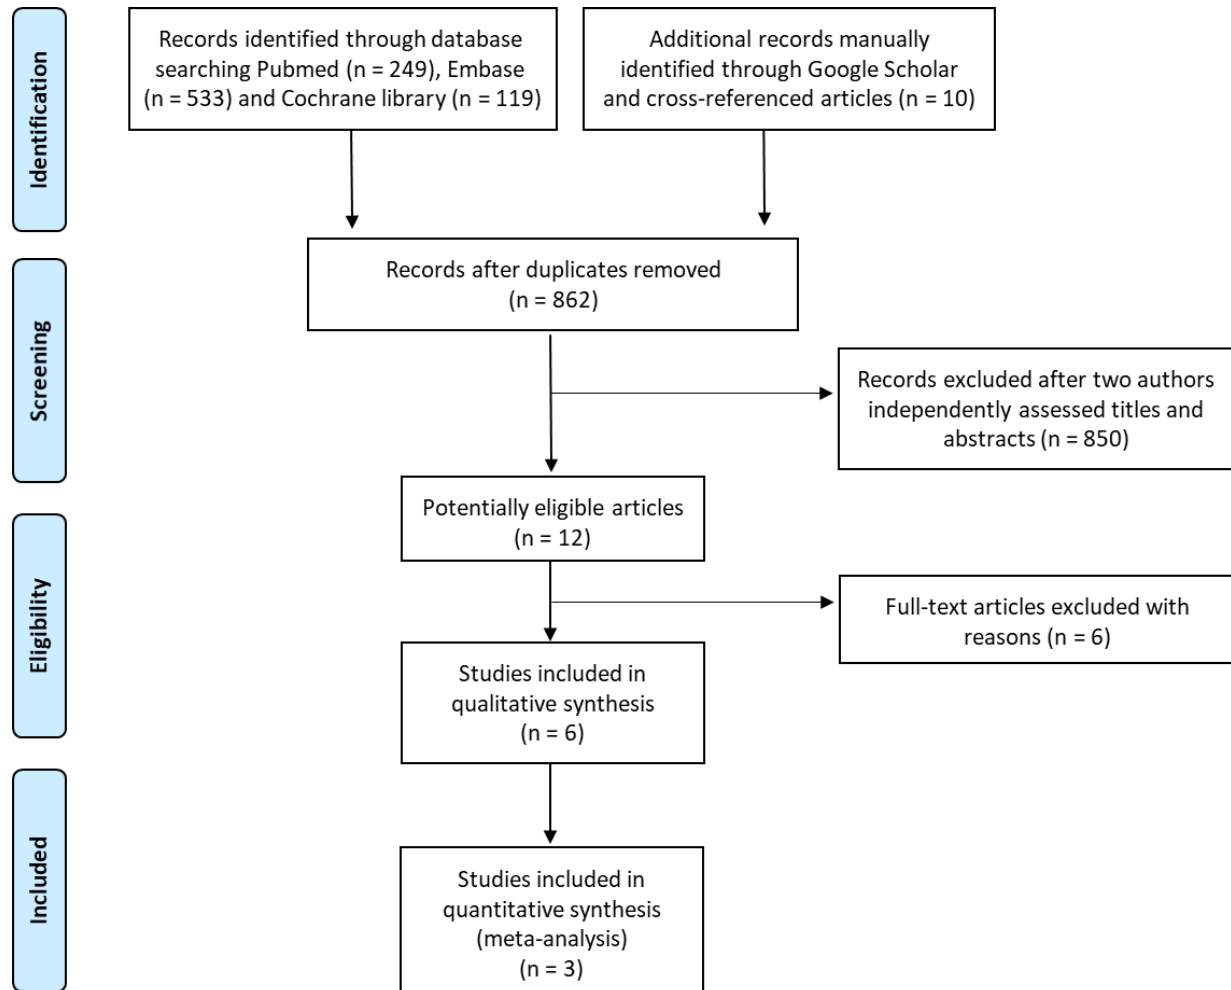 Identification
Records identified through database
searching Pubmed (n = 249), Embase
(n = 533) and Cochrane library (n = 119)
Additional records manually
identified through Google Scholar
and cross-referenced articles (n = 10)
Records after duplicates removed
(n = 862)
Screening
Records excluded after two authors
independently assessed titles and
abstracts (n = 850)
Potentially eligible articles
(n = 12)
Eligibility
Full-text articles excluded with
reasons (n = 6)
Studies included in
qualitative synthesis
(n = 6)
Included
Studies included in
quantitative synthesis
(meta-analysis)
(n = 3)